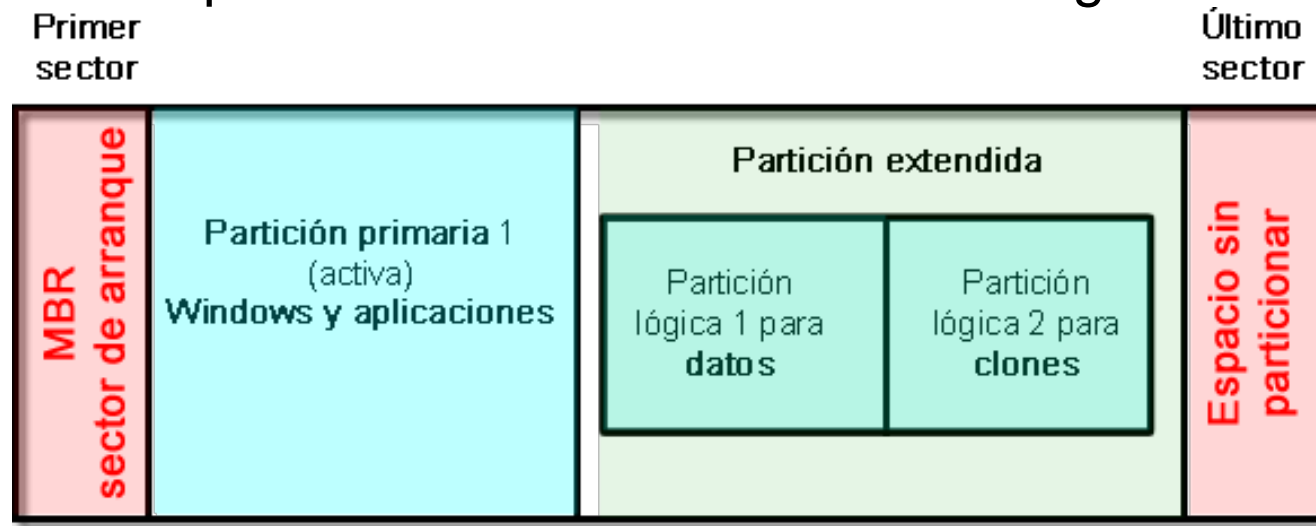 Primer
sector
Último
sector
MBR
sector de arranque
Partición primaria 1
(activa)
Windows y aplicaciones
Partición extendida
Partición
lógica 1 para
datos
Partición
lógica 2 para
clones
Espacio sin
particionar